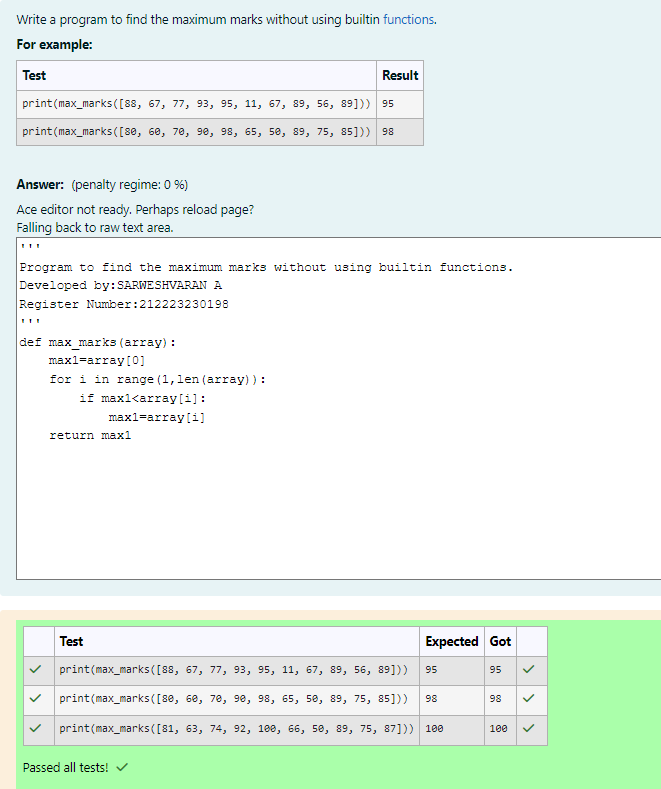 Write a program to find the maximum marks without using builtin functions.
For example:
Test Result
print(max_marks([88, 67, 77, 93, 95, 11, 67, 89, 56, 89])) 95
print(max_marks([80, 60, 70, 90, 98, 65, 50, 89, 75, 85])) 98
Answer: (penalty regime: 0 %)
Ace editor not ready. Perhaps reload page?
Falling back to raw text area.
'''
Program to find the maximum marks without using builtin functions.
Developed by:SARWESHVARAN A
Register Number:212223230198
'''
def max_marks(array):
    max1=array[0]
    for i in range(1,len(array)):
        if max1<array[i]:
            max1=array[i]
    return max1
Test Expected Got
✓ print(max_marks([88, 67, 77, 93, 95, 11, 67, 89, 56, 89])) 95 95 ✓
✓ print(max_marks([80, 60, 70, 90, 98, 65, 50, 89, 75, 85])) 98 98 ✓
✓ print(max_marks([81, 63, 74, 92, 100, 66, 50, 89, 75, 87])) 100 100 ✓
Passed all tests! ✓